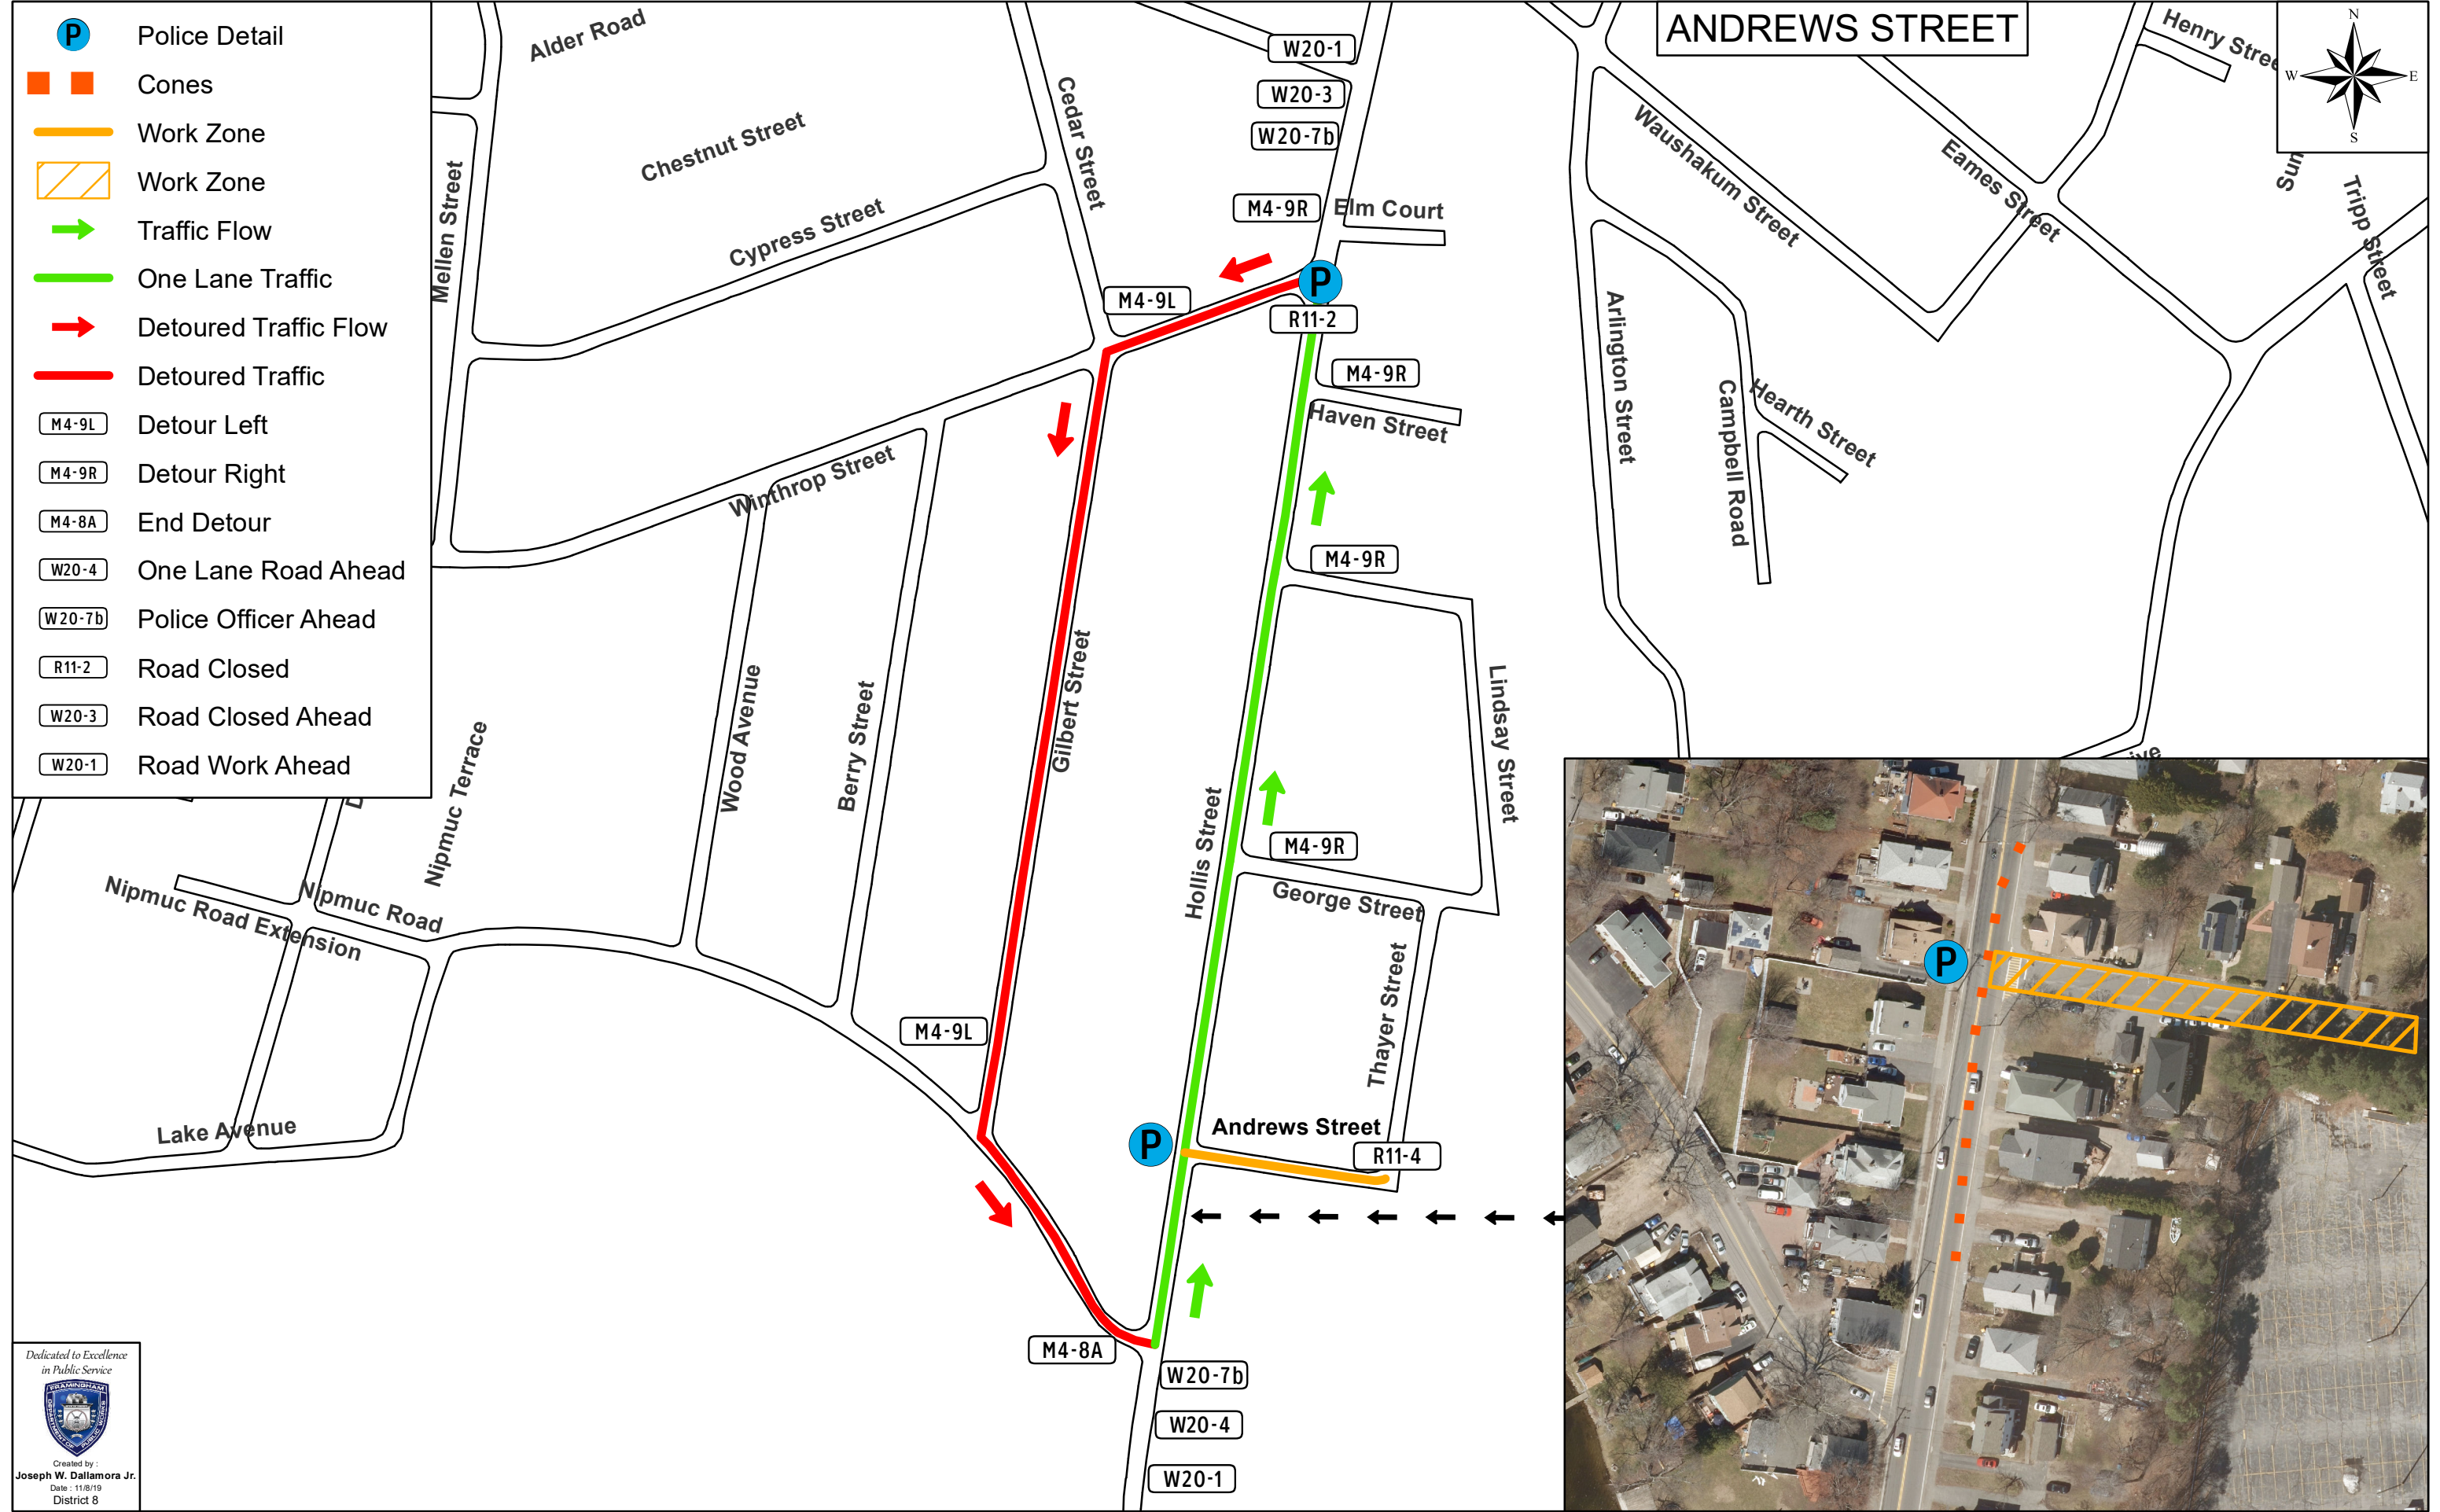 ANDREWS STREET
P Police Detail
Cones
Work Zone
Work Zone
Traffic Flow
One Lane Traffic
Detoured Traffic Flow
Detoured Traffic
M4-9L Detour Left
M4-9R Detour Right
M4-8A End Detour
W20-4 One Lane Road Ahead
W20-7b Police Officer Ahead
R11-2 Road Closed
W20-3 Road Closed Ahead
W20-1 Road Work Ahead
N
W
E
S
Alder Road
Chestnut Street
Cypress Street
Mellen Street
Cedar Street
Winthrop Street
Wood Avenue
Berry Street
Gilbert Street
Hollis Street
Nipmuc Terrace
Nipmuc Road
Nipmuc Road Extension
Lake Avenue
W20-1
W20-3
W20-7b
M4-9R
Elm Court
P
M4-9L
R11-2
M4-9R
Haven Street
M4-9R
Lindsay Street
M4-9R
George Street
Thayer Street
M4-9L
P
Andrews Street
R11-4
M4-8A
W20-7b
W20-4
W20-1
Waushakum Street
Eames Street
Arlington Street
Campbell Road
Hearth Street
Tripp Street
Henry Stree
Sun
ive
P
Dedicated to Excellence
in Public Service
FRAMINGHAM
DEPARTMENT OF PUBLIC WORKS
Created by :
Joseph W. Dallamora Jr.
Date : 11/8/19
District 8